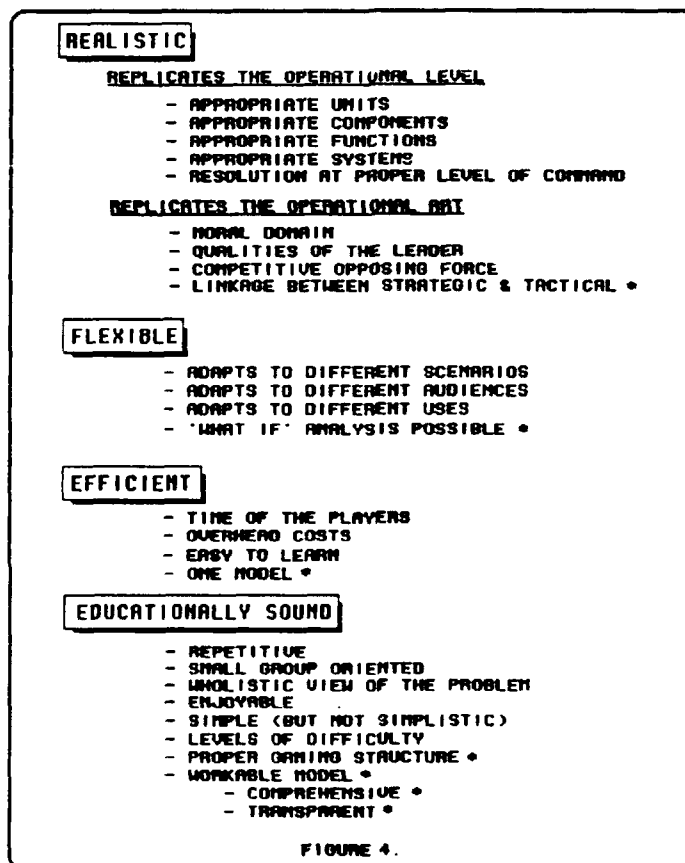 REALISTIC
REPLICATES THE OPERATIONAL LEVEL
- APPROPRIATE UNITS
- APPROPRIATE COMPONENTS
- APPROPRIATE FUNCTIONS
- APPROPRIATE SYSTEMS
- RESOLUTION AT PROPER LEVEL OF COMMAND
REPLICATES THE OPERATIONAL ART
- MORAL DOMAIN
- QUALITIES OF THE LEADER
- COMPETITIVE OPPOSING FORCE
- LINKAGE BETWEEN STRATEGIC & TACTICAL *
FLEXIBLE
- ADAPTS TO DIFFERENT SCENARIOS
- ADAPTS TO DIFFERENT AUDIENCES
- ADAPTS TO DIFFERENT USES
- 'WHAT IF' ANALYSIS POSSIBLE *
EFFICIENT
- TIME OF THE PLAYERS
- OVERHEAD COSTS
- EASY TO LEARN
- ONE MODEL *
EDUCATIONALLY SOUND
- REPETITIVE
- SMALL GROUP ORIENTED
- WHOLISTIC VIEW OF THE PROBLEM
- ENJOYABLE
- SIMPLE (BUT NOT SIMPLISTIC)
- LEVELS OF DIFFICULTY
- PROPER GAMING STRUCTURE *
- WORKABLE MODEL *
- COMPREHENSIVE *
- TRANSPARENT *
FIGURE 4.